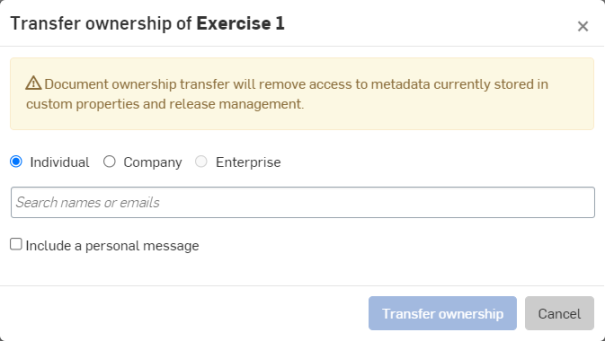 Transfer ownership of Exercise 1
×
Document ownership transfer will remove access to metadata currently stored in
custom properties and release management.
Individual Company Enterprise
Search names or emails
Include a personal message
Transfer ownership Cancel